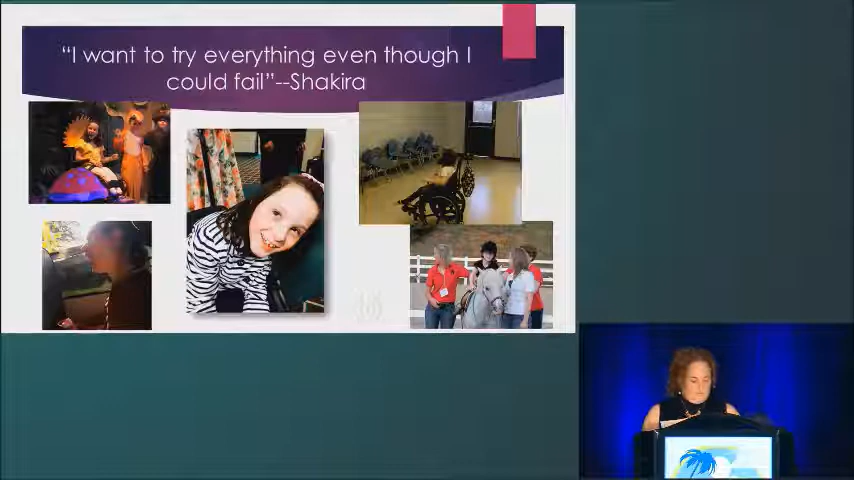 “I want to try everything even though I
could fail”--Shakira